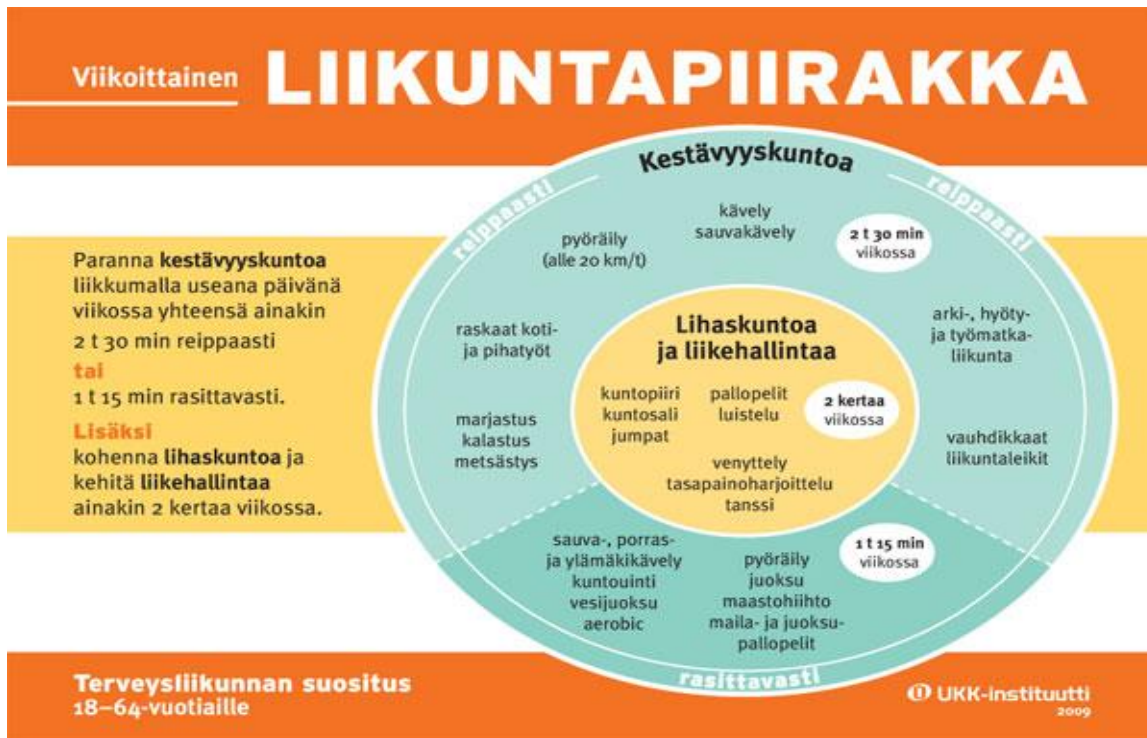 Viikoittainen LIIKUNTAPIIRAKKA
Paranna kestävyyskuntoa
liikkumalla useana päivänä
viikossa yhteensä ainakin
2 t 30 min reippaasti
tai
1 t 15 min rasittavasti.
Lisäksi
kohenna lihaskuntoa ja
kehitä liikehallintaa
ainakin 2 kertaa viikossa.
Kestävyyskuntoa
reippaasti
reippaasti
kävely
sauvakävely
2 t 30 min
viikossa
pyöräily
(alle 20 km/t)
raskaat koti-
ja pihatyöt
arki-, hyöty-
ja työmatka-
liikunta
marjastus
kalastus
metsästys
vauhdikkaat
liikuntaleikit
Lihaskuntoa
ja liikehallintaa
kuntopiiri
kuntosali
jumpat
pallopelit
luistelu
2 kertaa
viikossa
venyttely
tasapainoharjoittelu
tanssi
sauva-, porras-
ja ylämäkikävely
kuntouinti
vesijuoksu
aerobic
pyöräily
juoksu
maastohiihto
maila- ja juoksu-
pallopelit
1 t 15 min
viikossa
rasittavasti
Terveysliikunnan suositus
18–64-vuotiaille
UKK-instituutti
2009